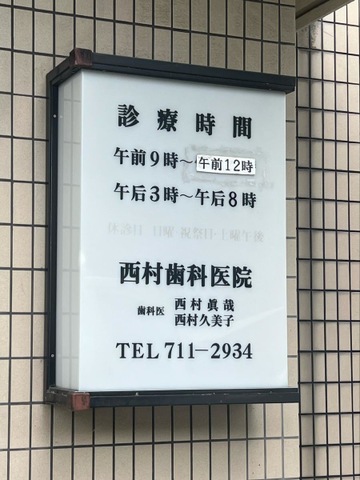 診療時間
午前9時～午前12時
午后3時～午后8時
休診日 日曜・祝祭日・土曜午後
西村歯科医院
歯科医 西村眞哉
西村久美子
TEL 711-2934